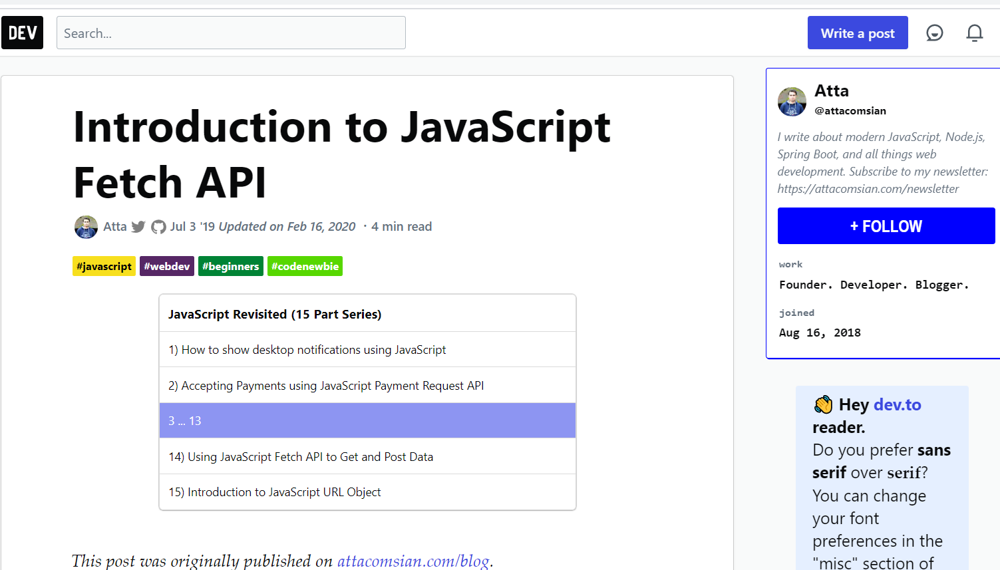 DEV
Search...
Write a post
Introduction to JavaScript
Fetch API
Atta Jul 3 '19 Updated on Feb 16, 2020 · 4 min read
#javascript #webdev #beginners #codenewbie
JavaScript Revisited (15 Part Series)
1) How to show desktop notifications using JavaScript
2) Accepting Payments using JavaScript Payment Request API
3 ... 13
14) Using JavaScript Fetch API to Get and Post Data
15) Introduction to JavaScript URL Object
This post was originally published on attacomsian.com/blog.
Atta
@attacomsian
I write about modern JavaScript, Node.js,
Spring Boot, and all things web
development. Subscribe to my newsletter:
https://attacomsian.com/newsletter
+ FOLLOW
work
Founder. Developer. Blogger.
joined
Aug 16, 2018
👋 Hey dev.to
reader.
Do you prefer sans
serif over serif?
You can change
your font
preferences in the
"misc" section of